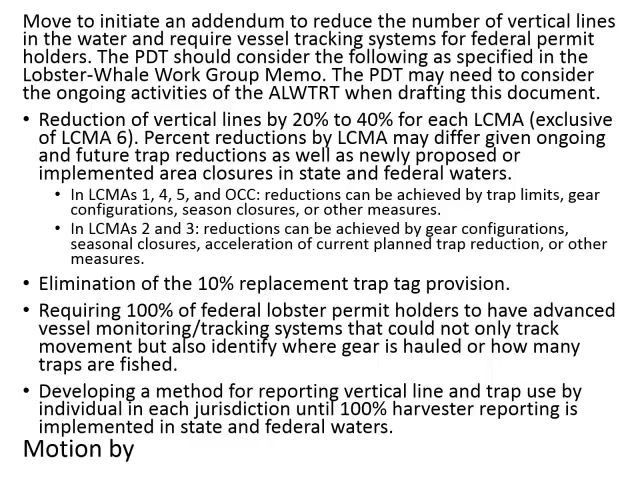 Move to initiate an addendum to reduce the number of vertical lines
in the water and require vessel tracking systems for federal permit
holders. The PDT should consider the following as specified in the
Lobster-Whale Work Group Memo. The PDT may need to consider
the ongoing activities of the ALWTRT when drafting this document.
• Reduction of vertical lines by 20% to 40% for each LCMA (exclusive
of LCMA 6). Percent reductions by LCMA may differ given ongoing
and future trap reductions as well as newly proposed or
implemented area closures in state and federal waters.
• In LCMAs 1, 4, 5, and OCC: reductions can be achieved by trap limits, gear
configurations, season closures, or other measures.
• In LCMAs 2 and 3: reductions can be achieved by gear configurations,
seasonal closures, acceleration of current planned trap reduction, or other
measures.
• Elimination of the 10% replacement trap tag provision.
• Requiring 100% of federal lobster permit holders to have advanced
vessel monitoring/tracking systems that could not only track
movement but also identify where gear is hauled or how many
traps are fished.
• Developing a method for reporting vertical line and trap use by
individual in each jurisdiction until 100% harvester reporting is
implemented in state and federal waters.
Motion by